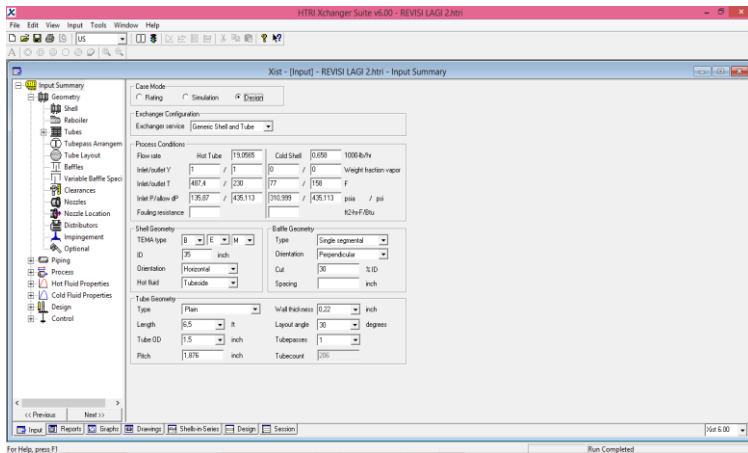 HTRI Xchanger Suite v6.00 - REVISI LAGI 2.htri
File Edit View Input Tools Window Help
US
Xist - [Input] - REVISI LAGI 2.htri - Input Summary
Input Summary
Geometry
Shell
Reboiler
Tubes
Tubepass Arrangem
Tube Layout
Baffles
Variable Baffle Spaci
Clearances
Nozzles
Nozzle Location
Distributors
Impingement
Optional
Piping
Process
Hot Fluid Properties
Cold Fluid Properties
Design
Control
<< Previous Next >>
Case Mode
Rating Simulation Design
Exchanger Configuration
Exchanger service Generic Shell and Tube
Process Conditions
Flow rate Hot Tube 19,0565 Cold Shell 0,658 1000-lb/hr
Inlet/outlet Y 1 / 1 0 / 0 Weight fraction vapor
Inlet/outlet T 487,4 / 230 77 / 158 F
Inlet P/allow dP 135,87 / 435,113 310,999 / 435,113 psia / psi
Fouling resistance ft2-hr-F/Btu
Shell Geometry
TEMA type B E M
ID 35 inch
Orientation Horizontal
Hot fluid Tubeside
Baffle Geometry
Type Single segmental
Orientation Perpendicular
Cut 30 % ID
Spacing inch
Tube Geometry
Type Plain
Length 6,5 ft
Tube OD 1,5 inch
Pitch 1,876 inch
Wall thickness 0,22 inch
Layout angle 30 degrees
Tubepasses 1
Tubecount 206
Input Reports Graphs Drawings Shells-in-Series Design Session
Xist 6.00
For Help, press F1
Run Completed